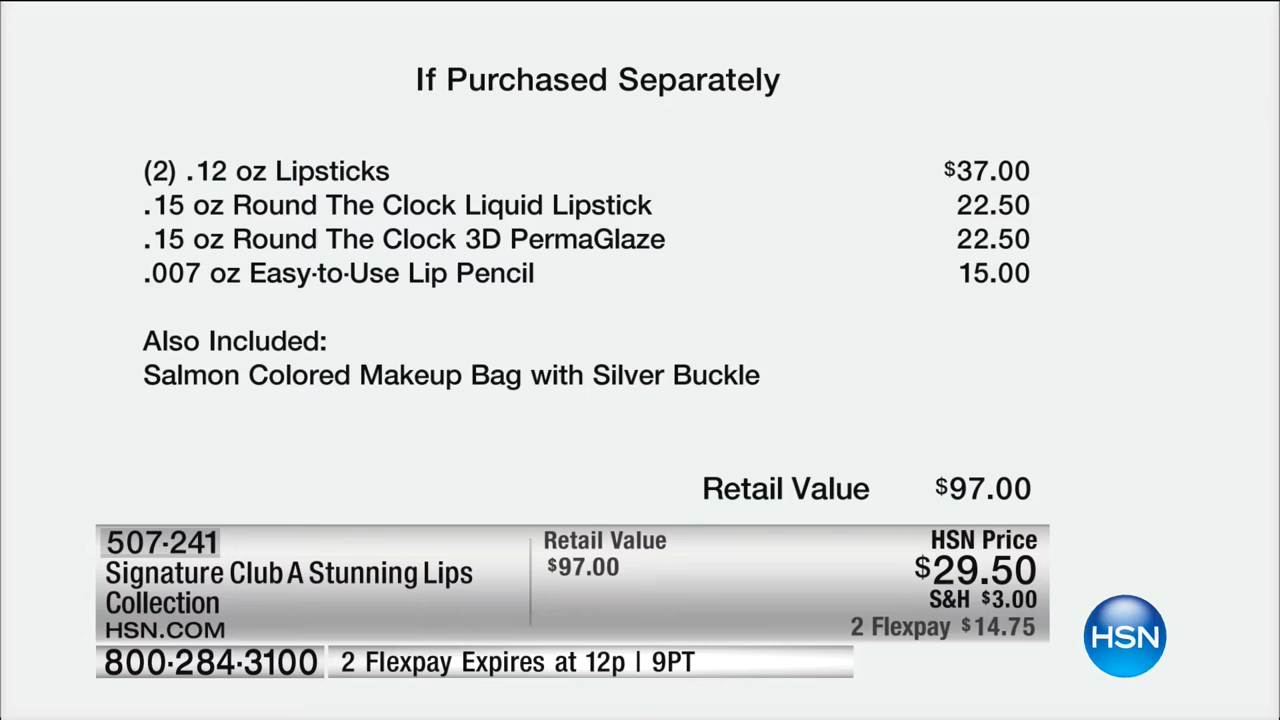 If Purchased Separately
(2) .12 oz Lipsticks $37.00
.15 oz Round The Clock Liquid Lipstick 22.50
.15 oz Round The Clock 3D PermaGlaze 22.50
.007 oz Easy-to-Use Lip Pencil 15.00
Also Included:
Salmon Colored Makeup Bag with Silver Buckle
Retail Value $97.00
507-241
Signature Club A Stunning Lips
Collection
HSN.COM
Retail Value
$97.00
HSN Price
$29.50
S&H $3.00
2 Flexpay $14.75
800-284-3100
2 Flexpay Expires at 12p | 9PT
HSN